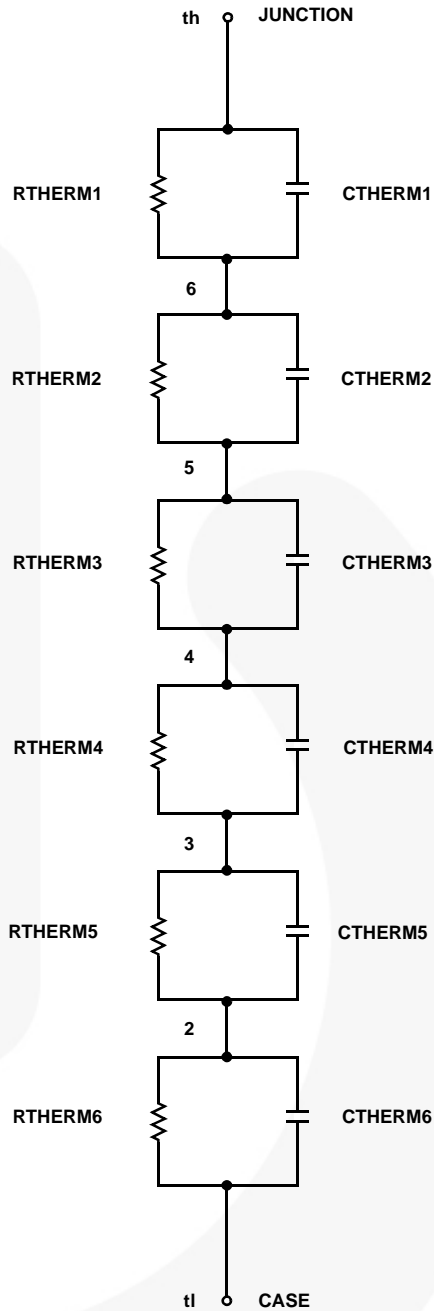 th JUNCTION
RTHERM1 CTHERM1
6
RTHERM2 CTHERM2
5
RTHERM3 CTHERM3
4
RTHERM4 CTHERM4
3
RTHERM5 CTHERM5
2
RTHERM6 CTHERM6
tl CASE